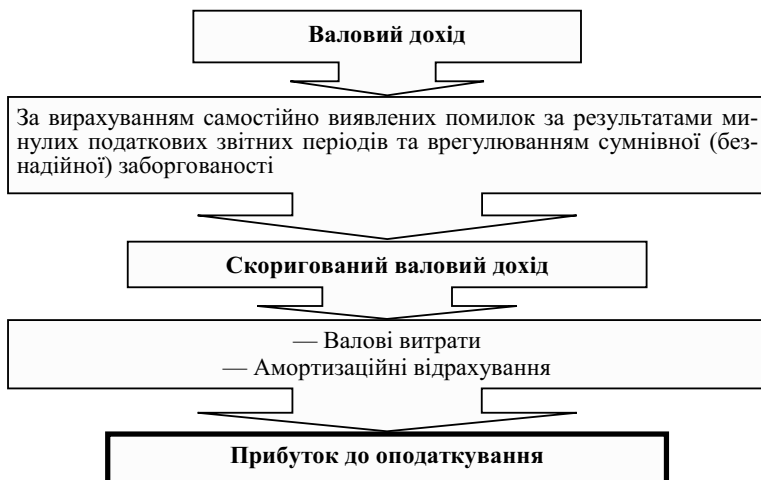 Валовий дохід
За вирахуванням самостійно виявлених помилок за результатами ми-
нулих податкових звітних періодів та врегулюванням сумнівної (без-
надійної) заборгованості
Скоригований валовий дохід
— Валові витрати
— Амортизаційні відрахування
Прибуток до оподаткування